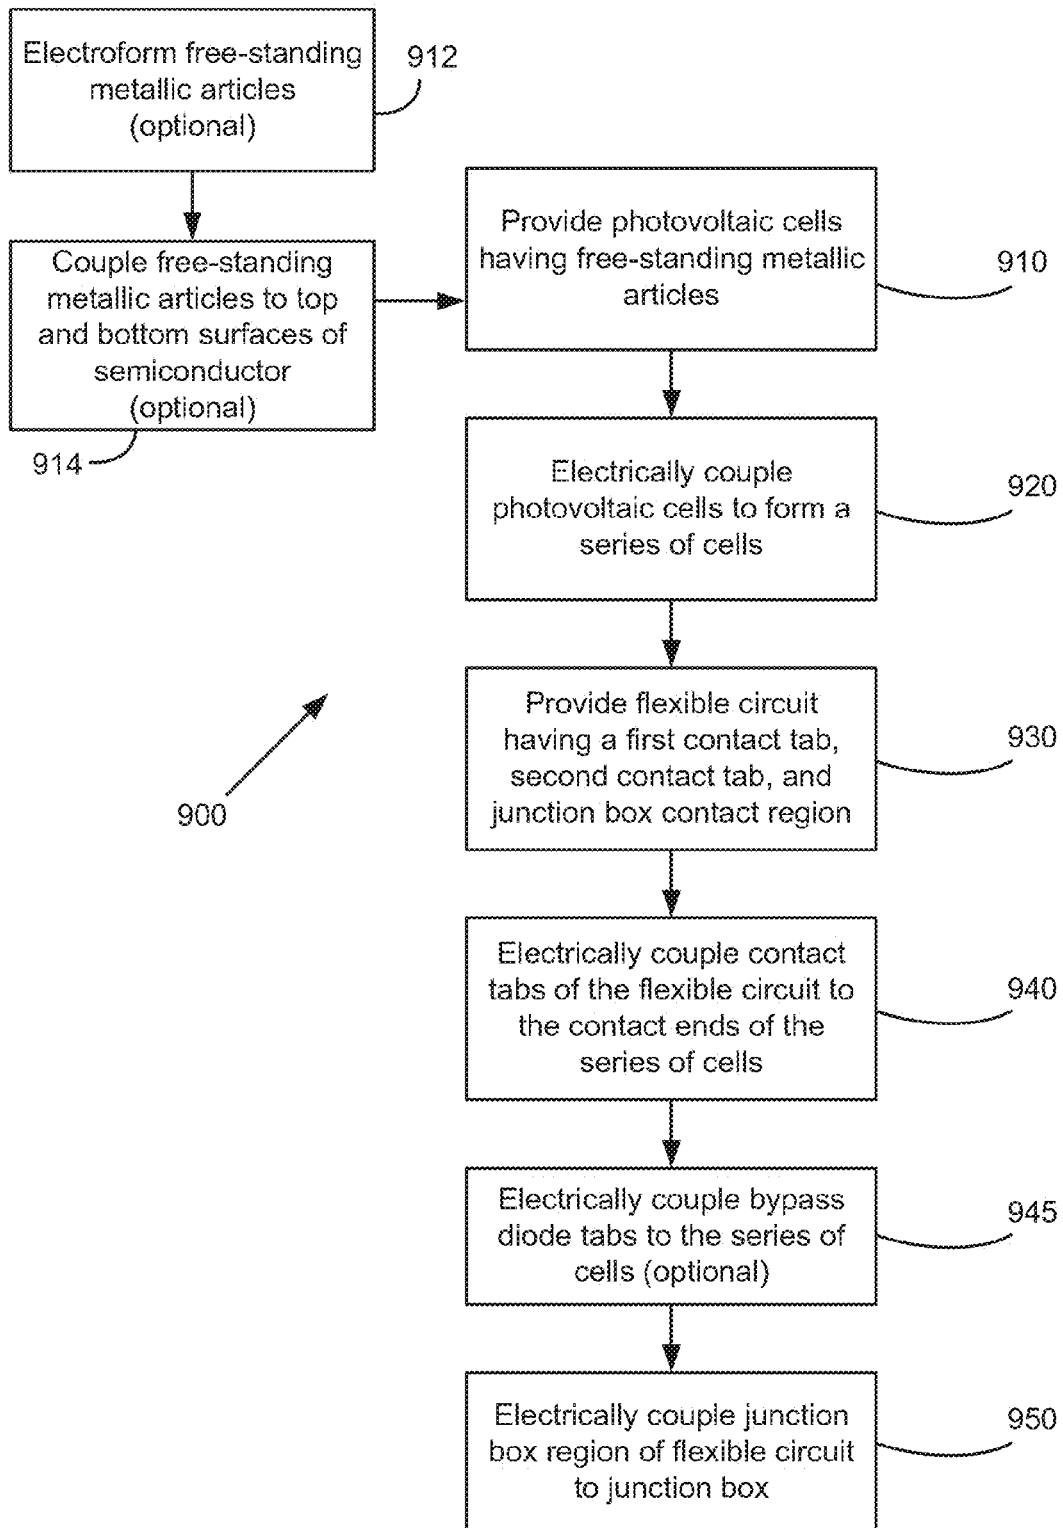 Electroform free-standing
metallic articles
(optional)
912
Couple free-standing
metallic articles to top
and bottom surfaces of
semiconductor
(optional)
914
Provide photovoltaic cells
having free-standing metallic
articles
910
Electrically couple
photovoltaic cells to form a
series of cells
920
Provide flexible circuit
having a first contact tab,
second contact tab, and
junction box contact region
930
900
Electrically couple contact
tabs of the flexible circuit to
the contact ends of the
series of cells
940
Electrically couple bypass
diode tabs to the series of
cells (optional)
945
Electrically couple junction
box region of flexible circuit
to junction box
950